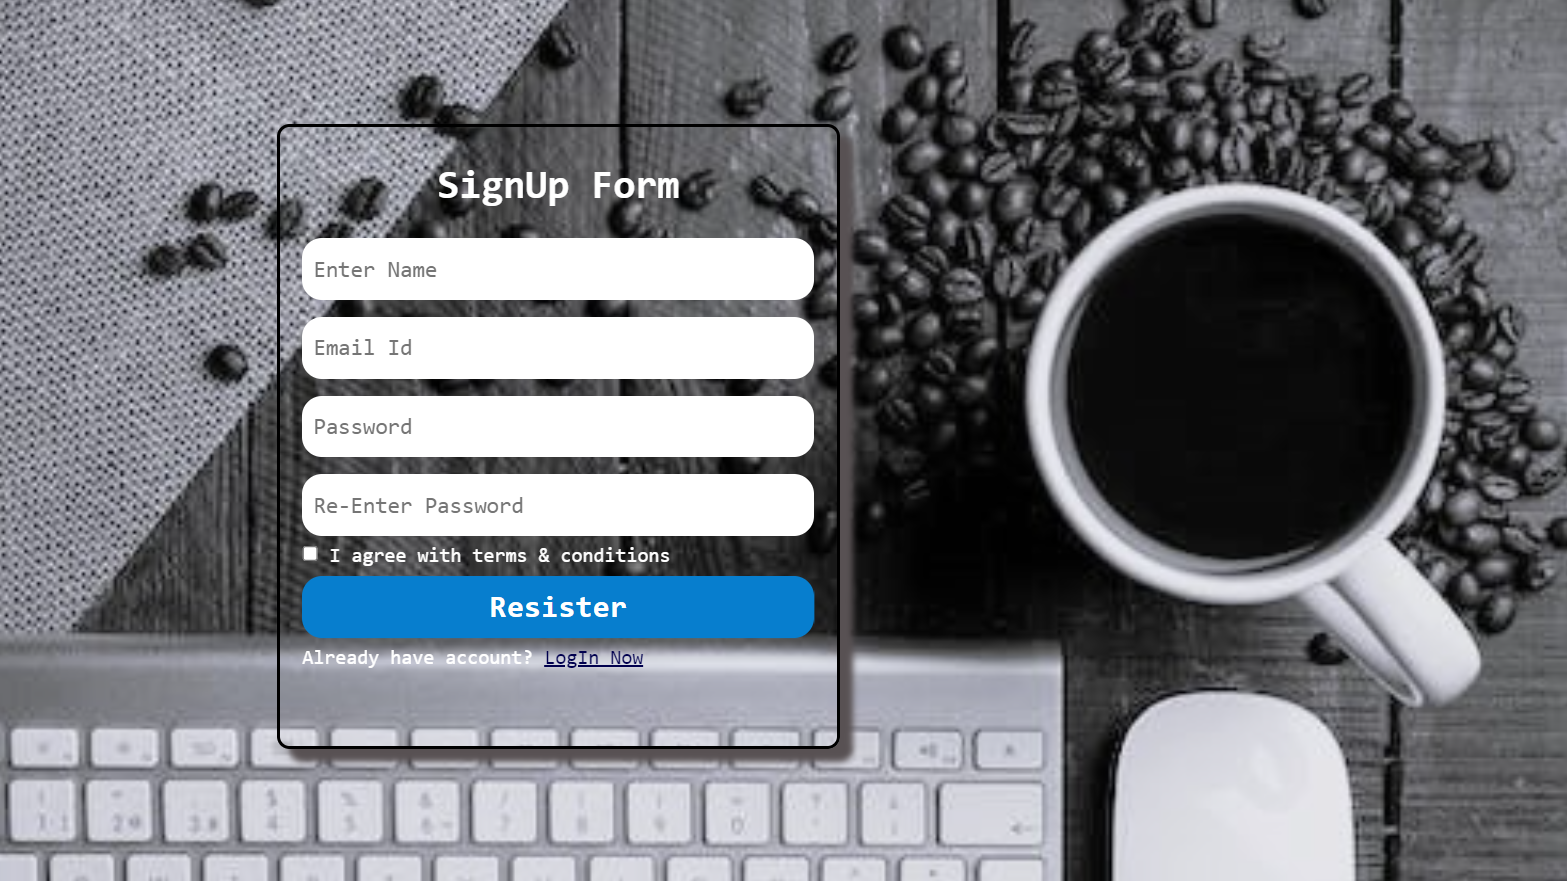 SignUp Form
Enter Name
Email Id
Password
Re-Enter Password
I agree with terms & conditions
Resister
Already have account? LogIn Now